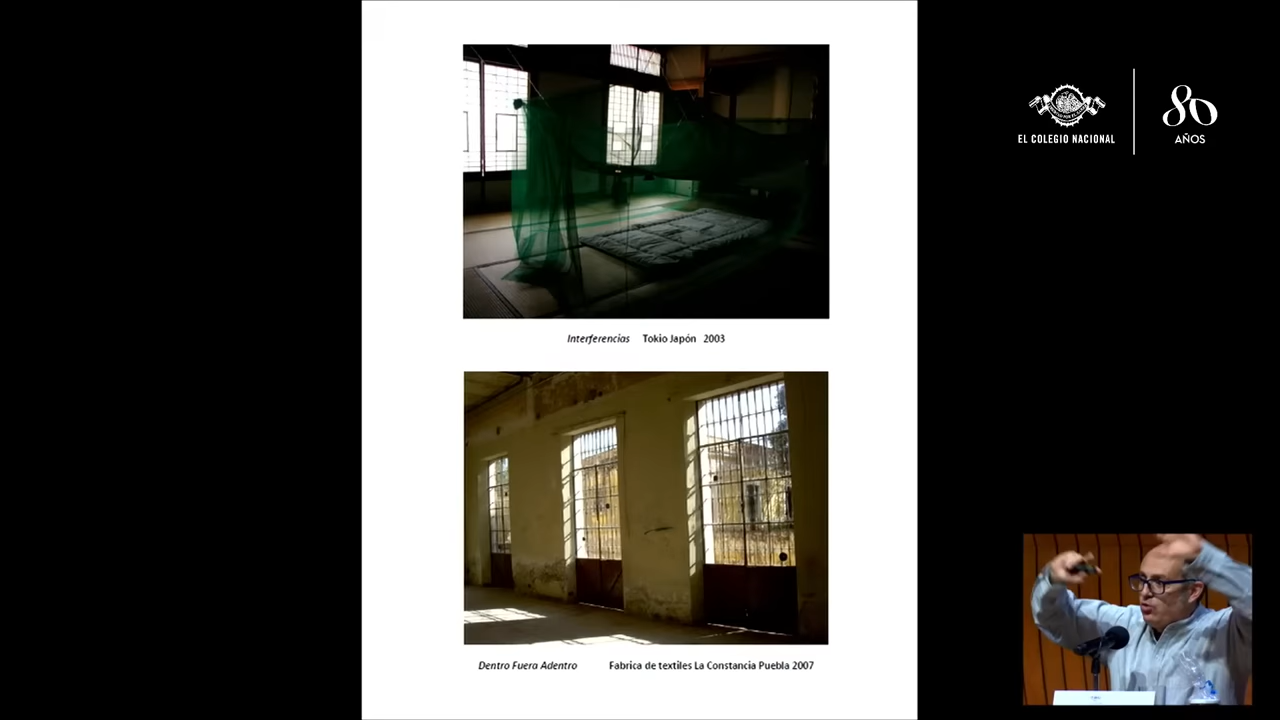 Interferencias Tokio Japón 2003
Dentro Fuera Adentro Fabrica de textiles La Constancia Puebla 2007
EL COLEGIO NACIONAL
80
AÑOS